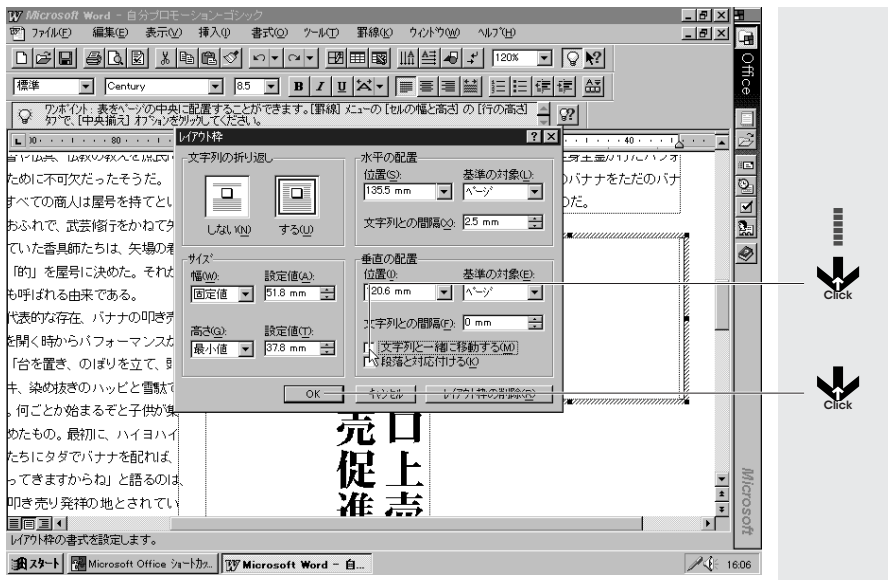 Microsoft Word - 自分プロモーション-ゴシック
ファイル(F) 編集(E) 表示(V) 挿入(I) 書式(O) ツール(T) 罫線(K) ウィンドウ(W) ヘルプ(H)
120%
標準 Century 8.5 B I U
ワンポイント: 表をページの中央に配置することができます。[罫線] メニューの [セルの幅と高さ] の [行の高さ]
タブで、[中央揃え] オプションをクリックしてください。
レイアウト枠
文字列の折り返し
しない(N) する(U)
サイズ
幅(W): 設定値(A):
固定値 51.8 mm
高さ(G): 設定値(T):
最小値 37.8 mm
水平の配置
位置(S): 基準の対象(L):
135.5 mm ページ
文字列との間隔(X): 2.5 mm
垂直の配置
位置(I): 基準の対象(E):
20.6 mm ページ
文字列との間隔(F): 0 mm
文字列と一緒に移動する(M)
段落と対応付ける(K)
OK キャンセル レイアウト枠の削除(R)
ために不可欠だったそうだ。
すべての商人は屋号を持てとい
おふれで、武芸修行をかねて矢
ていた香具師たちは、矢場の看
「的」を屋号に決めた。それが
も呼ばれる由来である。
代表的な存在、バナナの叩き売
を開く時からパフォーマンスが
「台を置き、のぼりを立て、頭
キ、染め抜きのハッピと雪駄で
。何ごとか始まるぞと子供が集
めたもの。最初に、ハイヨハイ
たちにタダでバナナを配れば、
ってきますからね」と語るのは、
叩き売り発祥の地とされてい
のバナナをただのバナ
のだ。
口上売
売促進
レイアウト枠の書式を設定します。
スタート Microsoft Office ショートカッ... Microsoft Word - 自... 16:06
Office
Microsoft
Click
Click